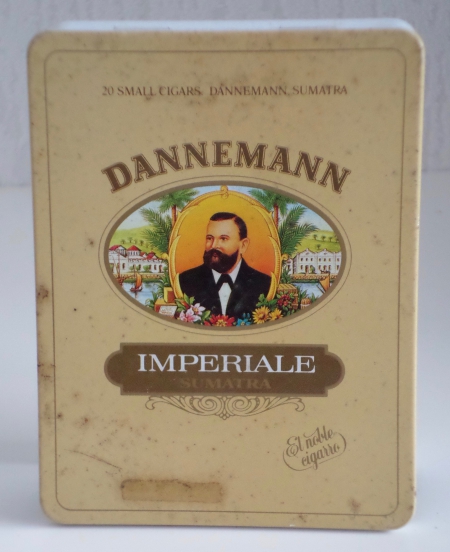 20 SMALL CIGARS DANNEMANN SUMATRA
DANNEMANN
IMPERIALE
SUMATRA
El noble
cigarro